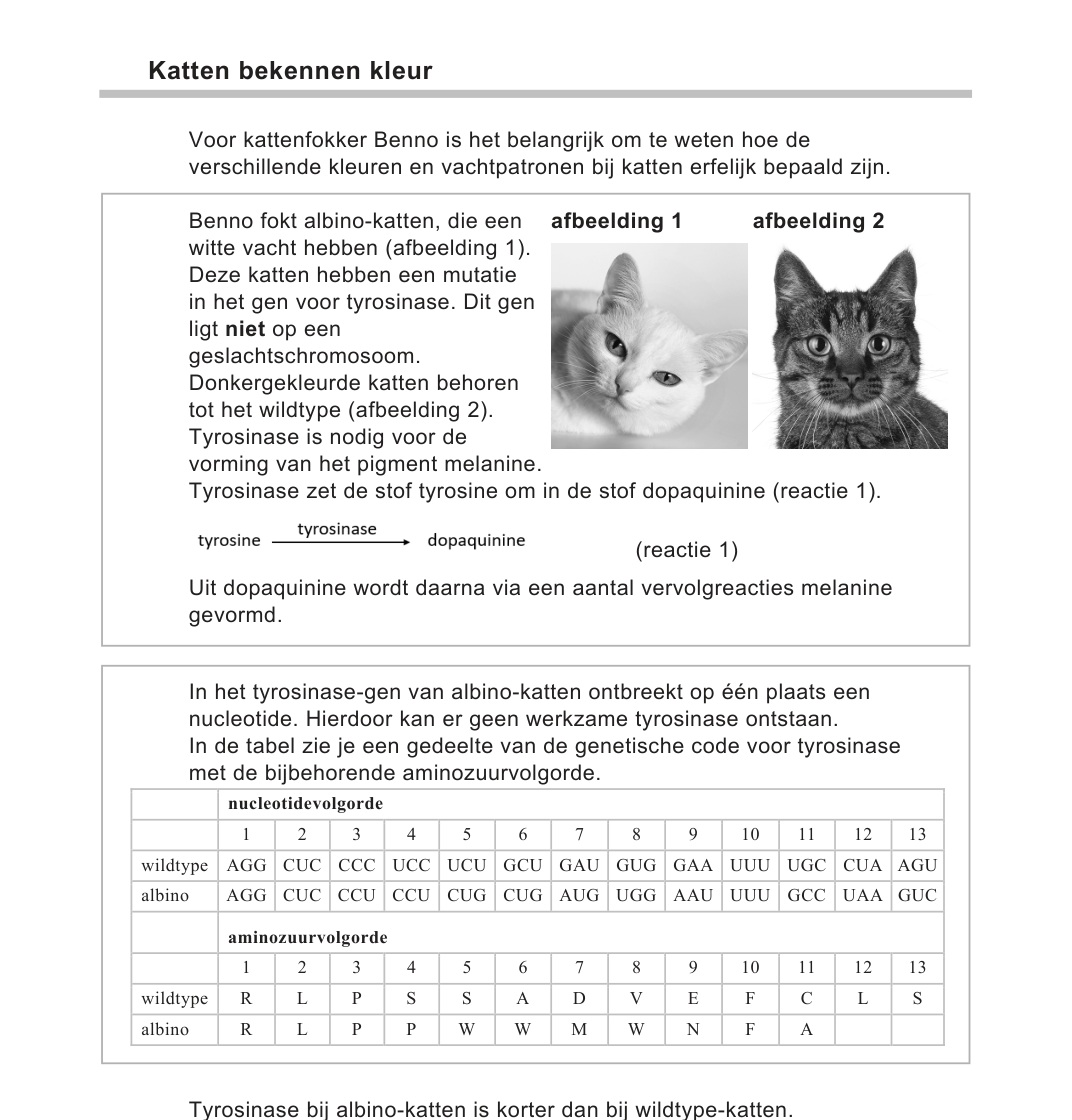 Katten bekennen kleur
Voor kattenfokker Benno is het belangrijk om te weten hoe de
verschillende kleuren en vachtpatronen bij katten erfelijk bepaald zijn.
Benno fokt albino-katten, die een
witte vacht hebben (afbeelding 1).
Deze katten hebben een mutatie
in het gen voor tyrosinase. Dit gen
ligt niet op een
geslachtschromosoom.
Donkergekleurde katten behoren
tot het wildtype (afbeelding 2).
Tyrosinase is nodig voor de
vorming van het pigment melanine.
afbeelding 1 afbeelding 2
Tyrosinase zet de stof tyrosine om in de stof dopaquinine (reactie 1).
tyrosine tyrosinase dopaquinine (reactie 1)
Uit dopaquinine wordt daarna via een aantal vervolgreacties melanine
gevormd.
In het tyrosinase-gen van albino-katten ontbreekt op één plaats een
nucleotide. Hierdoor kan er geen werkzame tyrosinase ontstaan.
In de tabel zie je een gedeelte van de genetische code voor tyrosinase
met de bijbehorende aminozuurvolgorde.
nucleotidevolgorde
1 2 3 4 5 6 7 8 9 10 11 12 13
wildtype AGG CUC CCC UCC UCU GCU GAU GUG GAA UUU UGC CUA AGU
albino AGG CUC CCU CCU CUG CUG AUG UGG AAU UUU GCC UAA GUC
aminozuurvolgorde
1 2 3 4 5 6 7 8 9 10 11 12 13
wildtype R L P S S A D V E F C L S
albino R L P P W W M W N F A
Tyrosinase bij albino-katten is korter dan bij wildtype-katten.